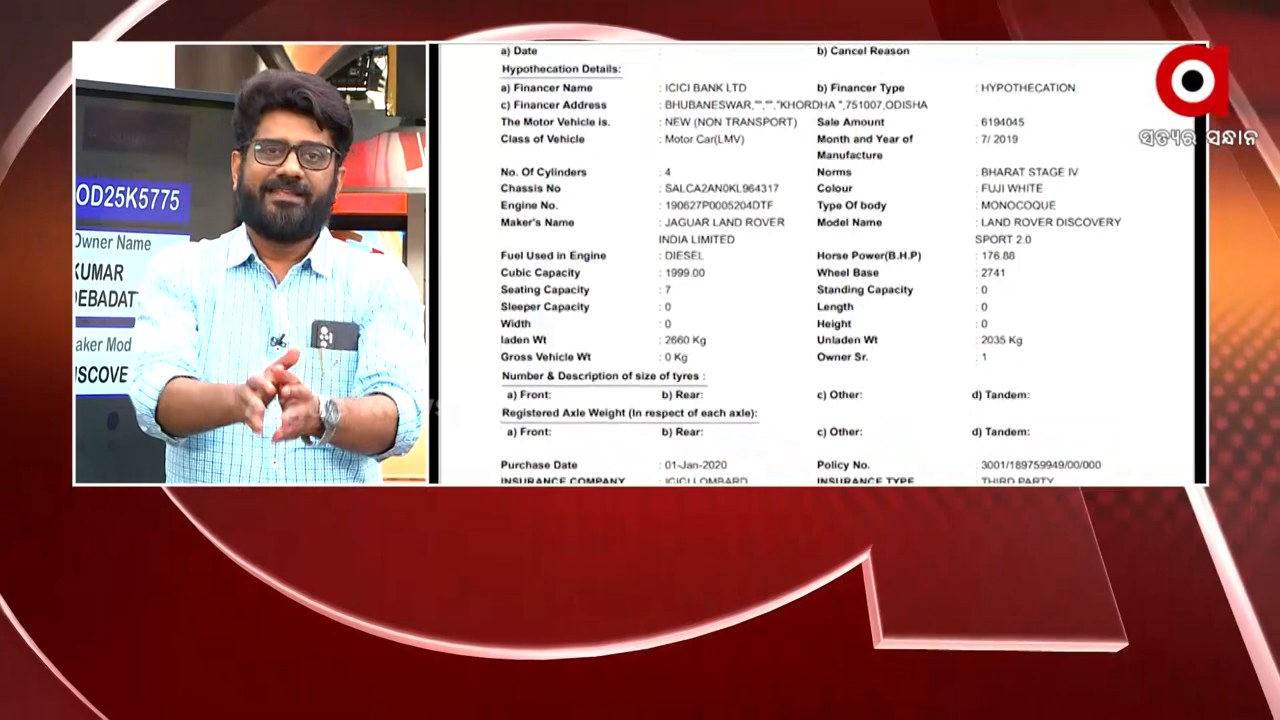 OD25K5775
Owner Name
KUMAR
DEBADAT
aker Mod
ISCOVE
a) Date : b) Cancel Reason :
Hypothecation Details:
a) Financer Name : ICICI BANK LTD b) Financer Type : HYPOTHECATION
c) Financer Address : BHUBANESWAR,"","","KHORDHA ",751007,ODISHA
The Motor Vehicle is. : NEW (NON TRANSPORT) Sale Amount : 6194045
Class of Vehicle : Motor Car(LMV) Month and Year of Manufacture : 7/ 2019
No. Of Cylinders : 4 Norms : BHARAT STAGE IV
Chassis No : SALCA2AN0KL964317 Colour : FUJI WHITE
Engine No. : 190627P0005204DTF Type Of body : MONOCOQUE
Maker's Name : JAGUAR LAND ROVER INDIA LIMITED Model Name : LAND ROVER DISCOVERY SPORT 2.0
Fuel Used in Engine : DIESEL Horse Power(B.H.P) : 176.88
Cubic Capacity : 1999.00 Wheel Base : 2741
Seating Capacity : 7 Standing Capacity : 0
Sleeper Capacity : 0 Length : 0
Width : 0 Height : 0
laden Wt : 2660 Kg Unladen Wt : 2035 Kg
Gross Vehicle Wt : 0 Kg Owner Sr. : 1
Number & Description of size of tyres :
a) Front: b) Rear: c) Other: d) Tandem:
Registered Axle Weight (In respect of each axle):
a) Front: b) Rear: c) Other: d) Tandem:
Purchase Date : 01-Jan-2020 Policy No. : 3001/189759949/00/000
INSURANCE COMPANY : ICICI LOMBARD INSURANCE TYPE : THIRD PARTY
ସତ୍ୟର ସନ୍ଧାନ